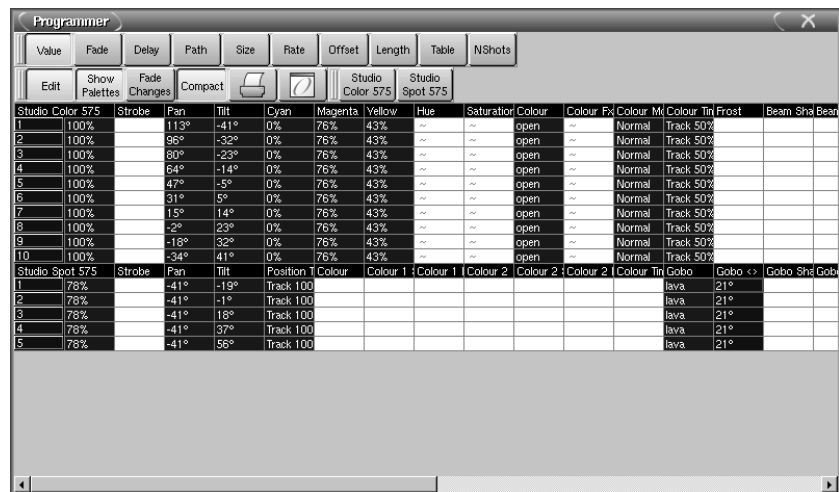 Programmer
Value Fade Delay Path Size Rate Offset Length Table NShots
Edit Show Palettes Fade Changes Compact Studio Color 575 Studio Spot 575
Studio Color 575 Strobe Pan Tilt Cyan Magenta Yellow Hue Saturation Colour Colour Fx Colour Mo Colour Tin Frost Beam Sha Bean
1 100% 113° -41° 0% 76% 43% ~ ~ open ~ Normal Track 50%
2 100% 96° -32° 0% 76% 43% ~ ~ open ~ Normal Track 50%
3 100% 80° -23° 0% 76% 43% ~ ~ open ~ Normal Track 50%
4 100% 64° -14° 0% 76% 43% ~ ~ open ~ Normal Track 50%
5 100% 47° -5° 0% 76% 43% ~ ~ open ~ Normal Track 50%
6 100% 31° 5° 0% 76% 43% ~ ~ open ~ Normal Track 50%
7 100% 15° 14° 0% 76% 43% ~ ~ open ~ Normal Track 50%
8 100% -2° 23° 0% 76% 43% ~ ~ open ~ Normal Track 50%
9 100% -18° 32° 0% 76% 43% ~ ~ open ~ Normal Track 50%
10 100% -34° 41° 0% 76% 43% ~ ~ open ~ Normal Track 50%
Studio Spot 575 Strobe Pan Tilt Position T Colour Colour 1 Colour 1 Colour 2 Colour 2 Colour 2 Colour Tin Gobo Gobo <> Gobo Sha Gob
1 78% -41° -19° Track 100 lava 21°
2 78% -41° -1° Track 100 lava 21°
3 78% -41° 18° Track 100 lava 21°
4 78% -41° 37° Track 100 lava 21°
5 78% -41° 56° Track 100 lava 21°